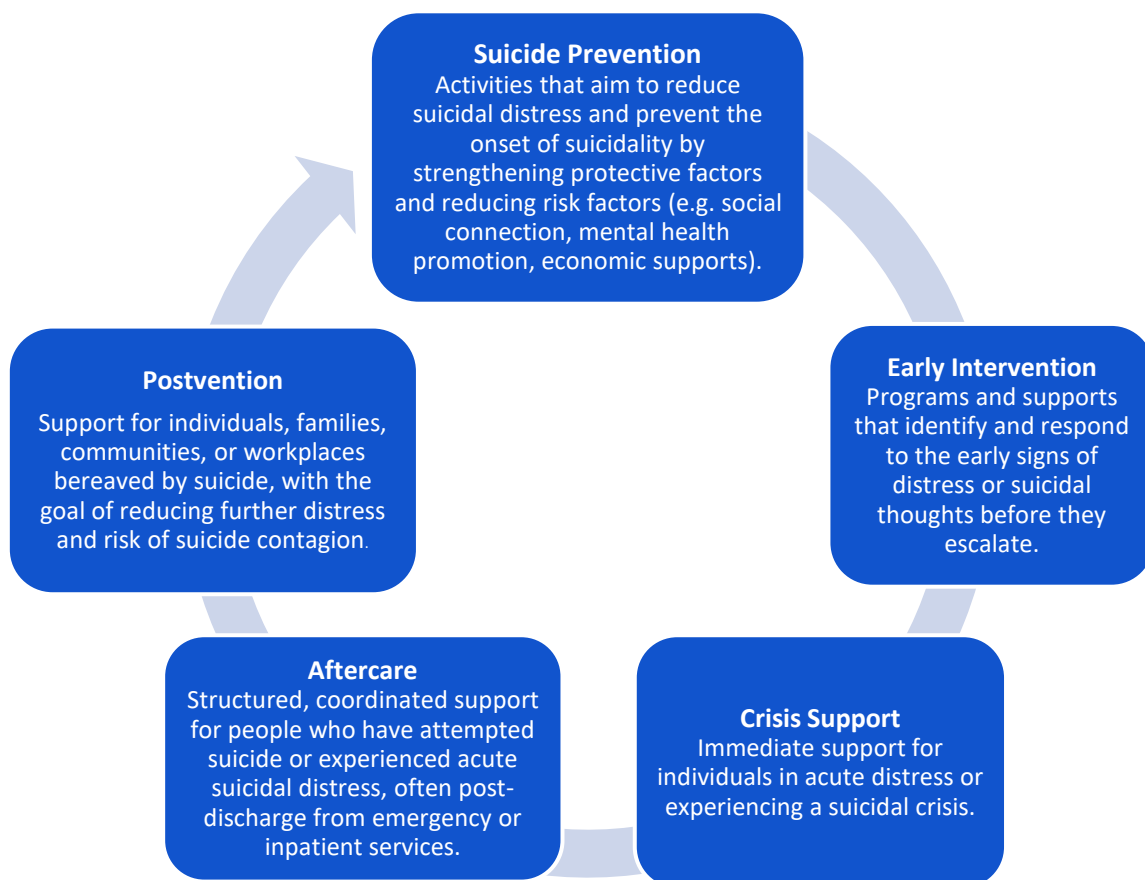 Suicide Prevention
Activities that aim to reduce
suicidal distress and prevent the
onset of suicidality by
strengthening protective factors
and reducing risk factors (e.g. social
connection, mental health
promotion, economic supports).
Early Intervention
Programs and supports
that identify and respond
to the early signs of
distress or suicidal
thoughts before they
escalate.
Crisis Support
Immediate support for
individuals in acute distress or
experiencing a suicidal crisis.
Aftercare
Structured, coordinated support
for people who have attempted
suicide or experienced acute
suicidal distress, often post-
discharge from emergency or
inpatient services.
Postvention
Support for individuals, families,
communities, or workplaces
bereaved by suicide, with the
goal of reducing further distress
and risk of suicide contagion.